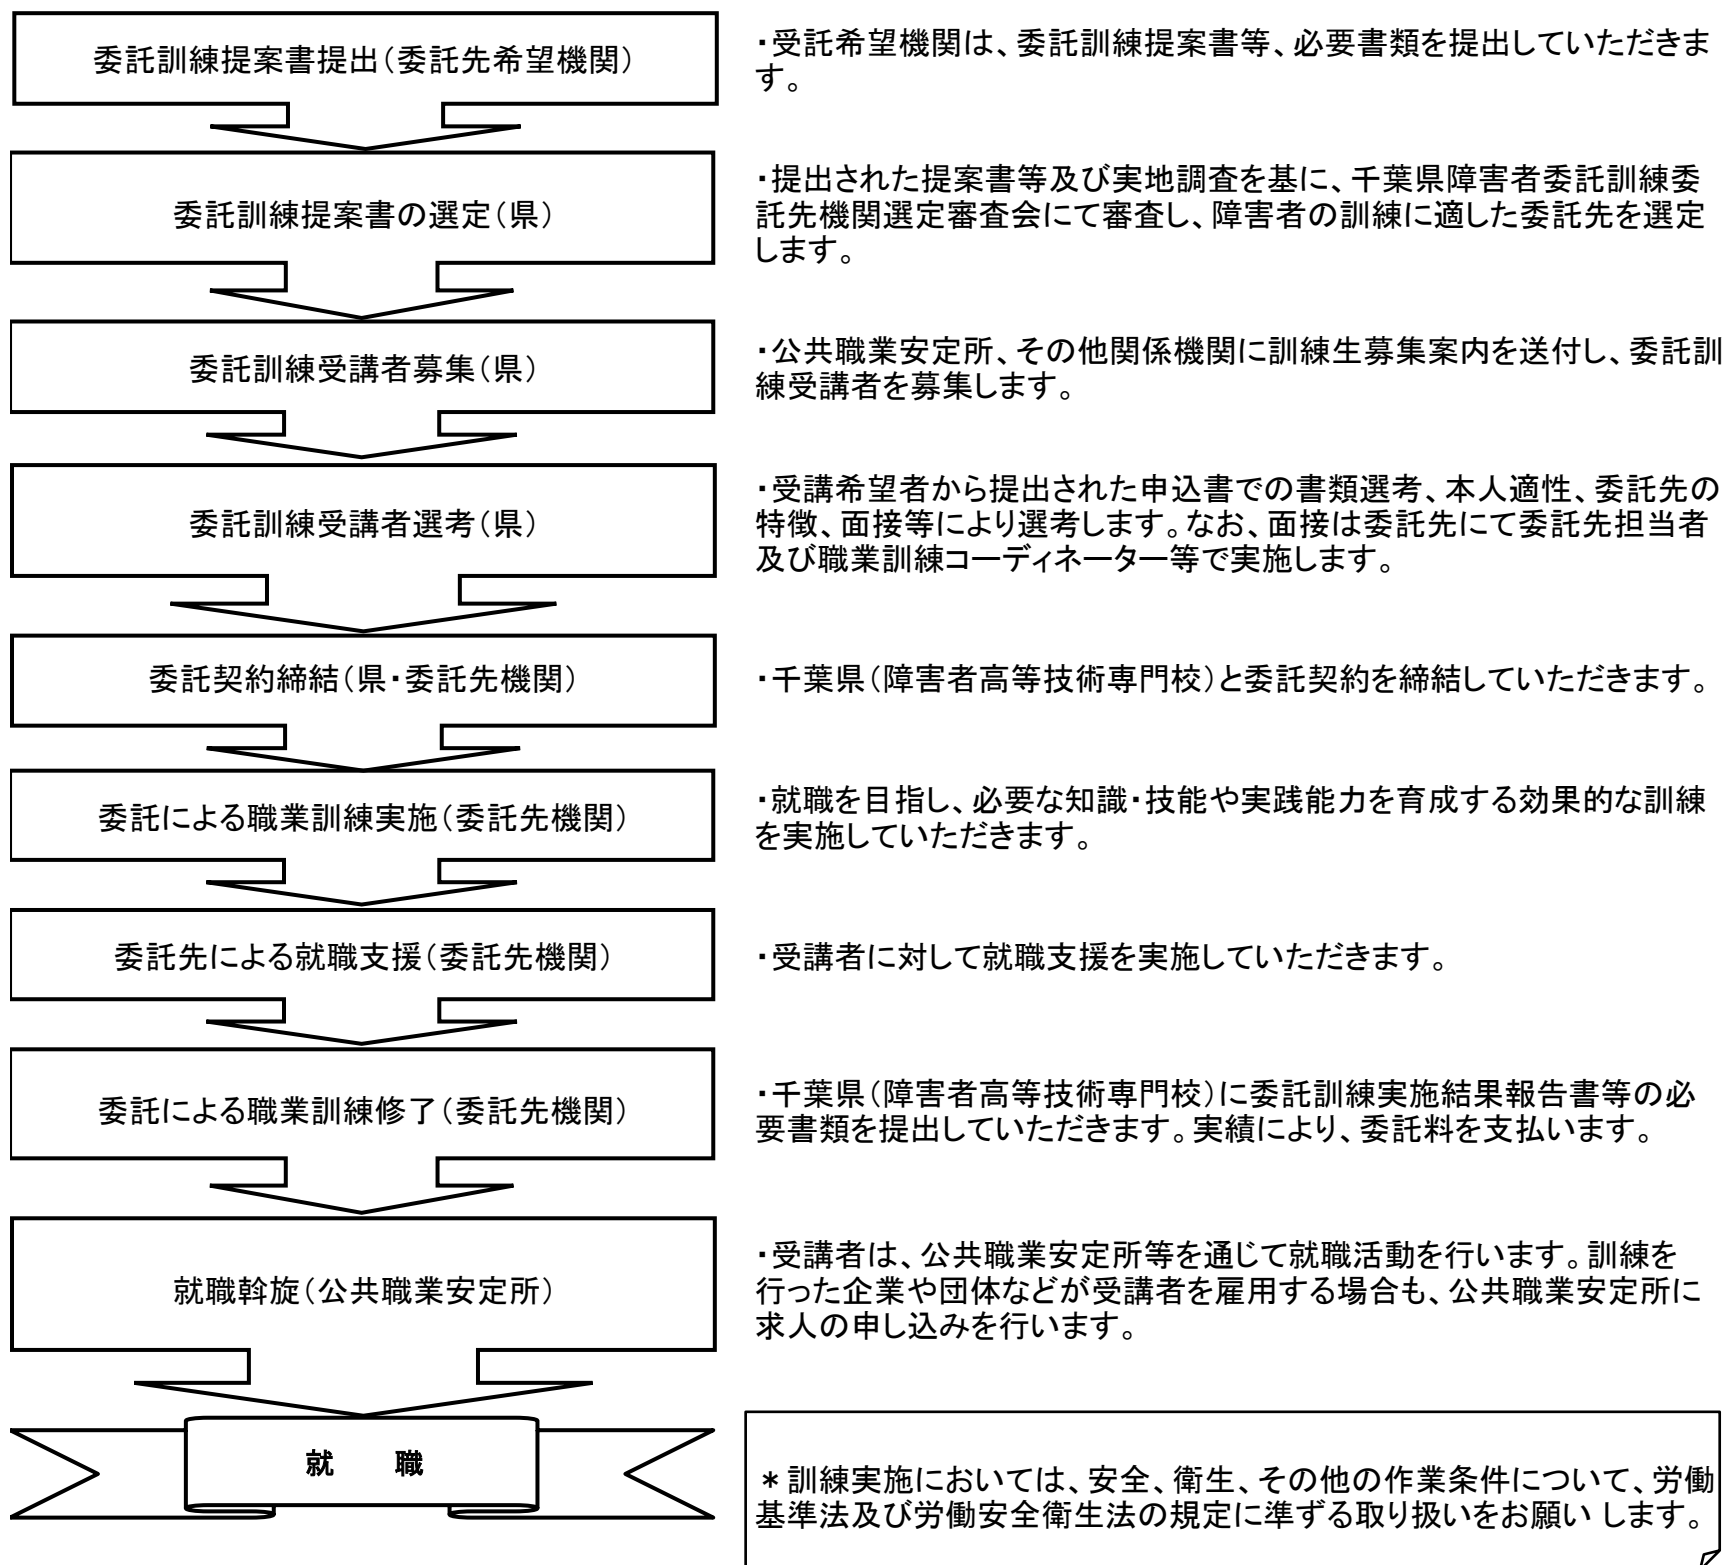 委託訓練提案書提出（委託先希望機関）
・受託希望機関は、委託訓練提案書等、必要書類を提出していただきま
す。
委託訓練提案書の選定（県）
・提出された提案書等及び実地調査を基に、千葉県障害者委託訓練委
託先機関選定審査会にて審査し、障害者の訓練に適した委託先を選定
します。
委託訓練受講者募集（県）
・公共職業安定所、その他関係機関に訓練生募集案内を送付し、委託訓
練受講者を募集します。
委託訓練受講者選考（県）
・受講希望者から提出された申込書での書類選考、本人適性、委託先の
特徴、面接等により選考します。なお、面接は委託先にて委託先担当者
及び職業訓練コーディネーター等で実施します。
委託契約締結（県・委託先機関）
・千葉県（障害者高等技術専門校）と委託契約を締結していただきます。
委託による職業訓練実施（委託先機関）
・就職を目指し、必要な知識・技能や実践能力を育成する効果的な訓練
を実施していただきます。
委託先による就職支援（委託先機関）
・受講者に対して就職支援を実施していただきます。
委託による職業訓練修了（委託先機関）
・千葉県（障害者高等技術専門校）に委託訓練実施結果報告書等の必
要書類を提出していただきます。実績により、委託料を支払います。
就職斡旋（公共職業安定所）
・受講者は、公共職業安定所等を通じて就職活動を行います。訓練を
行った企業や団体などが受講者を雇用する場合も、公共職業安定所に
求人の申し込みを行います。
就　職
＊訓練実施においては、安全、衛生、その他の作業条件について、労働
基準法及び労働安全衛生法の規定に準ずる取り扱いをお願い します。